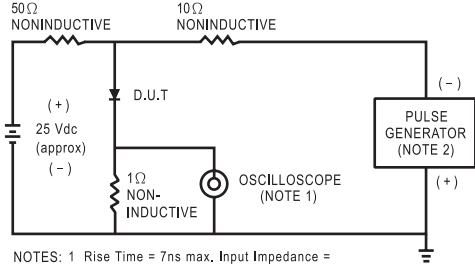 50Ω
NONINDUCTIVE
10Ω
NONINDUCTIVE
(+)
25 Vdc
(approx)
(−)
D.U.T
1Ω
NON-
INDUCTIVE
OSCILLOSCOPE
(NOTE 1)
(−)
PULSE
GENERATOR
(NOTE 2)
(+)
NOTES: 1 Rise Time = 7ns max. Input Impedance =